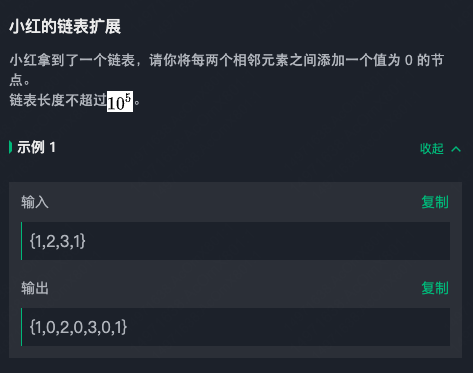 小红的链表扩展
小红拿到了一个链表，请你将每两个相邻元素之间添加一个值为 0 的节
点。
链表长度不超过10⁵。
示例 1
收起
输入
复制
{1,2,3,1}
输出
复制
{1,0,2,0,3,0,1}